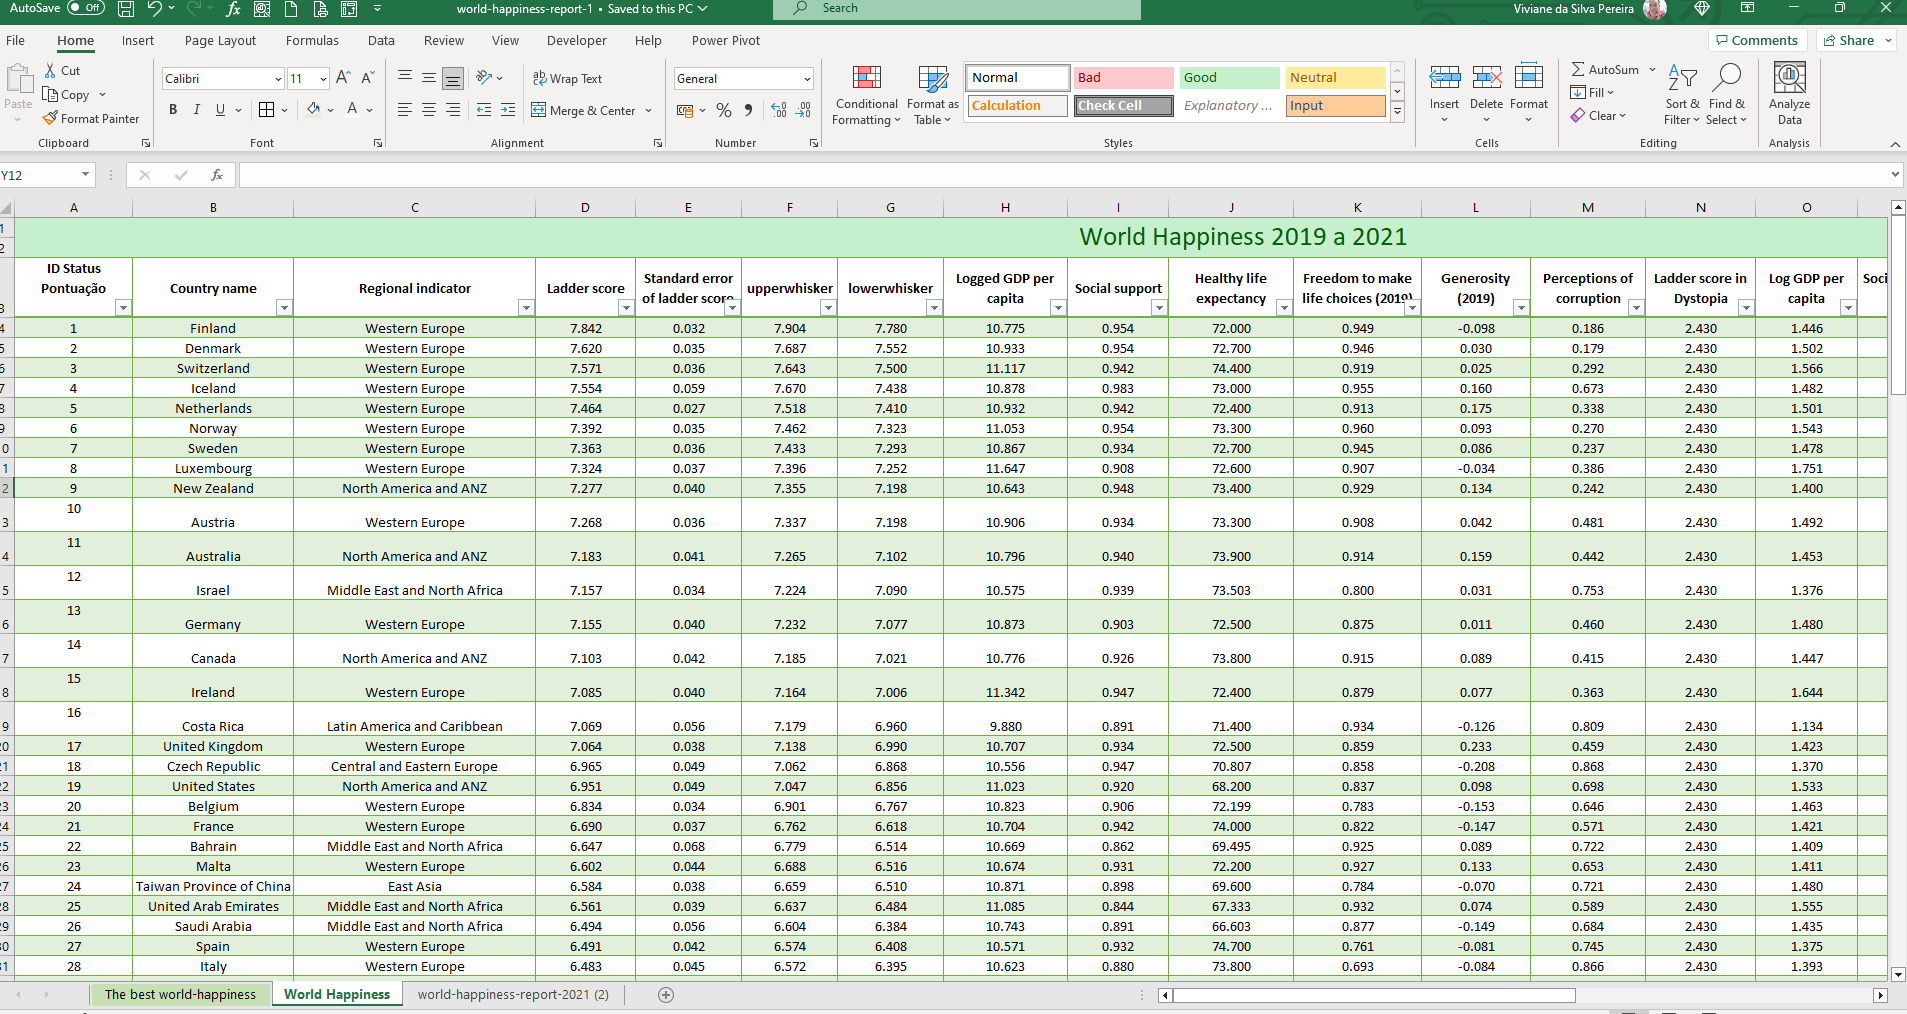 AutoSave Off world-happiness-report-1 • Saved to this PC Search Viviane da Silva Pereira
File Home Insert Page Layout Formulas Data Review View Developer Help Power Pivot Comments Share
Paste Cut Calibri 11 Wrap Text General Normal Bad Good Neutral AutoSum
Copy Conditional Formatting Format as Table Insert Delete Format Fill Sort & Filter Find & Select Analyze Data
Format Painter B I U Merge & Center Calculation Check Cell Explanatory ... Input Clear
Clipboard Font Alignment Number Styles Cells Editing Analysis
Y12 fx
A B C D E F G H I J K L M N O
World Happiness 2019 a 2021
ID Status Pontuação Country name Regional indicator Ladder score Standard error of ladder score upperwhisker lowerwhisker Logged GDP per capita Social support Healthy life expectancy Freedom to make life choices (2019) Generosity (2019) Perceptions of corruption Ladder score in Dystopia Log GDP per capita Soci
1 Finland Western Europe 7.842 0.032 7.904 7.780 10.775 0.954 72.000 0.949 -0.098 0.186 2.430 1.446
2 Denmark Western Europe 7.620 0.035 7.687 7.552 10.933 0.954 72.700 0.946 0.030 0.179 2.430 1.502
3 Switzerland Western Europe 7.571 0.036 7.643 7.500 11.117 0.942 74.400 0.919 0.025 0.292 2.430 1.566
4 Iceland Western Europe 7.554 0.059 7.670 7.438 10.878 0.983 73.000 0.955 0.160 0.673 2.430 1.482
5 Netherlands Western Europe 7.464 0.027 7.518 7.410 10.932 0.942 72.400 0.913 0.175 0.338 2.430 1.501
6 Norway Western Europe 7.392 0.035 7.462 7.323 11.053 0.954 73.300 0.960 0.093 0.270 2.430 1.543
7 Sweden Western Europe 7.363 0.036 7.433 7.293 10.867 0.934 72.700 0.945 0.086 0.237 2.430 1.478
8 Luxembourg Western Europe 7.324 0.037 7.396 7.252 11.647 0.908 72.600 0.907 -0.034 0.386 2.430 1.751
9 New Zealand North America and ANZ 7.277 0.040 7.355 7.198 10.643 0.948 73.400 0.929 0.134 0.242 2.430 1.400
10 Austria Western Europe 7.268 0.036 7.337 7.198 10.906 0.934 73.300 0.908 0.042 0.481 2.430 1.492
11 Australia North America and ANZ 7.183 0.041 7.265 7.102 10.796 0.940 73.900 0.914 0.159 0.442 2.430 1.453
12 Israel Middle East and North Africa 7.157 0.034 7.224 7.090 10.575 0.939 73.503 0.800 0.031 0.753 2.430 1.376
13 Germany Western Europe 7.155 0.040 7.232 7.077 10.873 0.903 72.500 0.875 0.011 0.460 2.430 1.480
14 Canada North America and ANZ 7.103 0.042 7.185 7.021 10.776 0.926 73.800 0.915 0.089 0.415 2.430 1.447
15 Ireland Western Europe 7.085 0.040 7.164 7.006 11.342 0.947 72.400 0.879 0.077 0.363 2.430 1.644
16 Costa Rica Latin America and Caribbean 7.069 0.056 7.179 6.960 9.880 0.891 71.400 0.934 -0.126 0.809 2.430 1.134
17 United Kingdom Western Europe 7.064 0.038 7.138 6.990 10.707 0.934 72.500 0.859 0.233 0.459 2.430 1.423
18 Czech Republic Central and Eastern Europe 6.965 0.049 7.062 6.868 10.556 0.947 70.807 0.858 -0.208 0.868 2.430 1.370
19 United States North America and ANZ 6.951 0.049 7.047 6.856 11.023 0.920 68.200 0.837 0.098 0.698 2.430 1.533
20 Belgium Western Europe 6.834 0.034 6.901 6.767 10.823 0.906 72.199 0.783 -0.153 0.646 2.430 1.463
21 France Western Europe 6.690 0.037 6.762 6.618 10.704 0.942 74.000 0.822 -0.147 0.571 2.430 1.421
22 Bahrain Middle East and North Africa 6.647 0.068 6.779 6.514 10.669 0.862 69.495 0.925 0.089 0.722 2.430 1.409
23 Malta Western Europe 6.602 0.044 6.688 6.516 10.674 0.931 72.200 0.927 0.133 0.653 2.430 1.411
24 Taiwan Province of China East Asia 6.584 0.038 6.659 6.510 10.871 0.898 69.600 0.784 -0.070 0.721 2.430 1.480
25 United Arab Emirates Middle East and North Africa 6.561 0.039 6.637 6.484 11.085 0.844 67.333 0.932 0.074 0.589 2.430 1.555
26 Saudi Arabia Middle East and North Africa 6.494 0.056 6.604 6.384 10.743 0.891 66.603 0.877 -0.149 0.684 2.430 1.435
27 Spain Western Europe 6.491 0.042 6.574 6.408 10.571 0.932 74.700 0.761 -0.081 0.745 2.430 1.375
28 Italy Western Europe 6.483 0.045 6.572 6.395 10.623 0.880 73.800 0.693 -0.084 0.866 2.430 1.393
The best world-happiness World Happiness world-happiness-report-2021 (2)